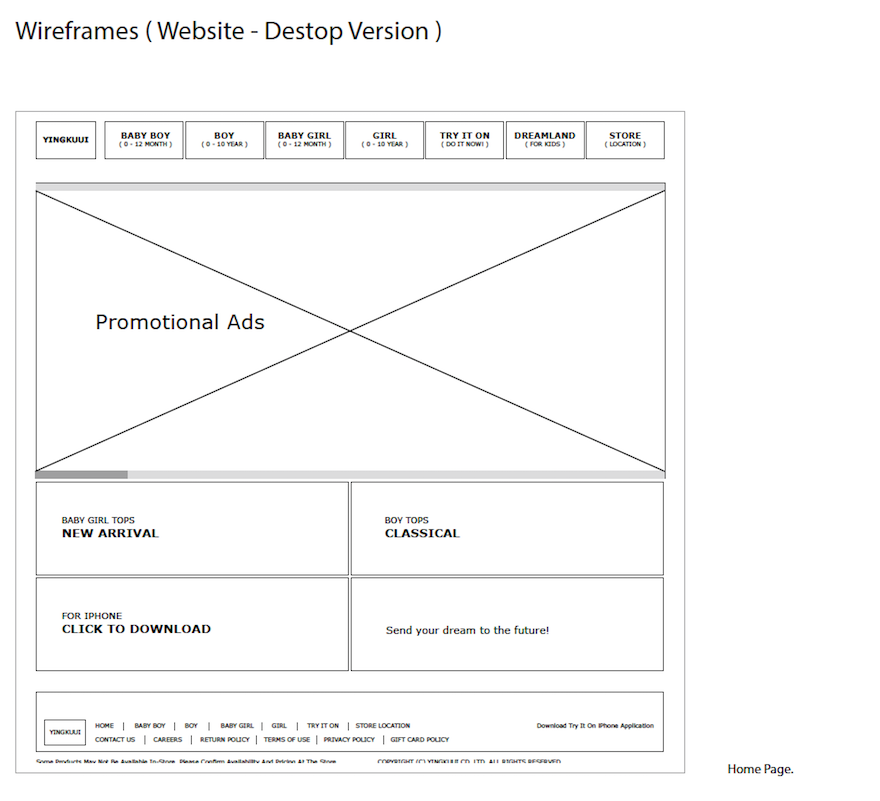 Wireframes ( Website - Destop Version )
YINGKUUI
BABY BOY
( 0 - 12 MONTH )
BOY
( 0 - 10 YEAR )
BABY GIRL
( 0 - 12 MONTH )
GIRL
( 0 - 10 YEAR )
TRY IT ON
( DO IT NOW! )
DREAMLAND
( FOR KIDS )
STORE
( LOCATION )
Promotional Ads
BABY GIRL TOPS
NEW ARRIVAL
BOY TOPS
CLASSICAL
FOR IPHONE
CLICK TO DOWNLOAD
Send your dream to the future!
YINGKUUI
HOME | BABY BOY | BOY | BABY GIRL | GIRL | TRY IT ON | STORE LOCATION
CONTACT US | CAREERS | RETURN POLICY | TERMS OF USE | PRIVACY POLICY | GIFT CARD POLICY
Download Try It On iPhone Application
Some Products May Not Be Available In-Store. Please Confirm Availability And Pricing At The Store.
COPYRIGHT (C) YINGKUUI CO. LTD. ALL RIGHTS RESERVED
Home Page.